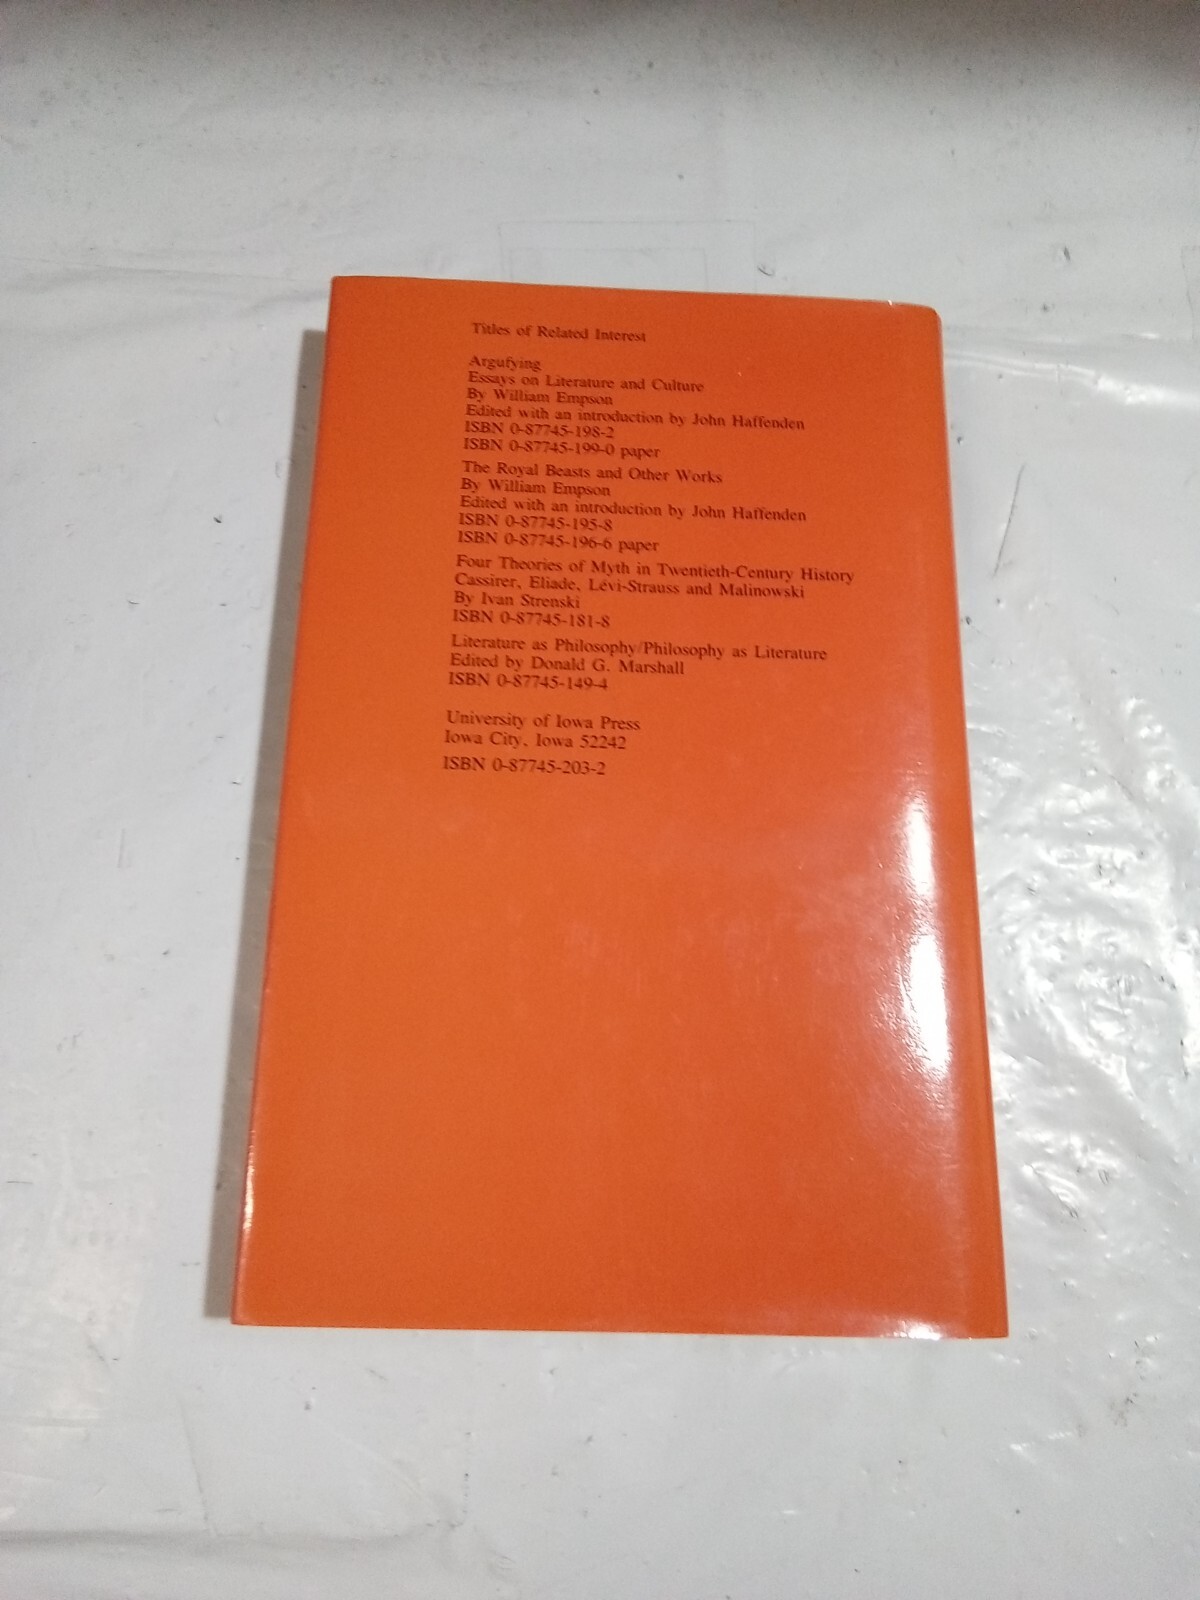 Titles of Related Interest
Argufying
Essays on Literature and Culture
By William Empson
Edited with an introduction by John Haffenden
ISBN 0-87745-198-2
ISBN 0-87745-199-0 paper
The Royal Beasts and Other Works
By William Empson
Edited with an introduction by John Haffenden
ISBN 0-87745-195-8
ISBN 0-87745-196-6 paper
Four Theories of Myth in Twentieth-Century History
Cassirer, Eliade, Lévi-Strauss and Malinowski
By Ivan Strenski
ISBN 0-87745-181-8
Literature as Philosophy/Philosophy as Literature
Edited by Donald G. Marshall
ISBN 0-87745-149-4
University of Iowa Press
Iowa City, Iowa 52242
ISBN 0-87745-203-2